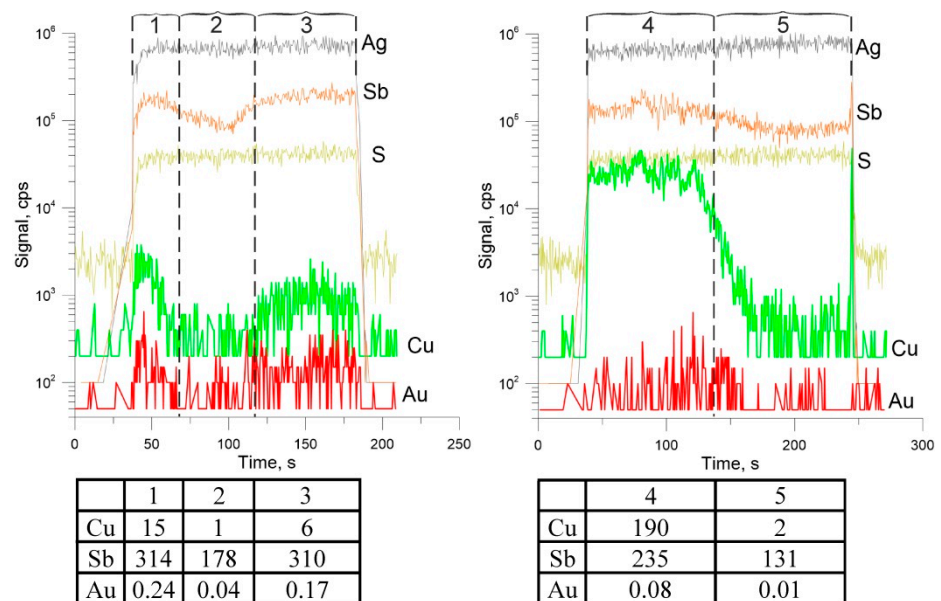 1 2 3
10⁶
10⁵
10⁴
10³
10²
Signal, cps
Ag
Sb
S
Cu
Au
0 50 100 150 200 250
Time, s
1 2 3
Cu 15 1 6
Sb 314 178 310
Au 0.24 0.04 0.17
4 5
10⁶
10⁵
10⁴
10³
10²
Signal, cps
Ag
Sb
S
Cu
Au
0 100 200 300
Time, s
4 5
Cu 190 2
Sb 235 131
Au 0.08 0.01